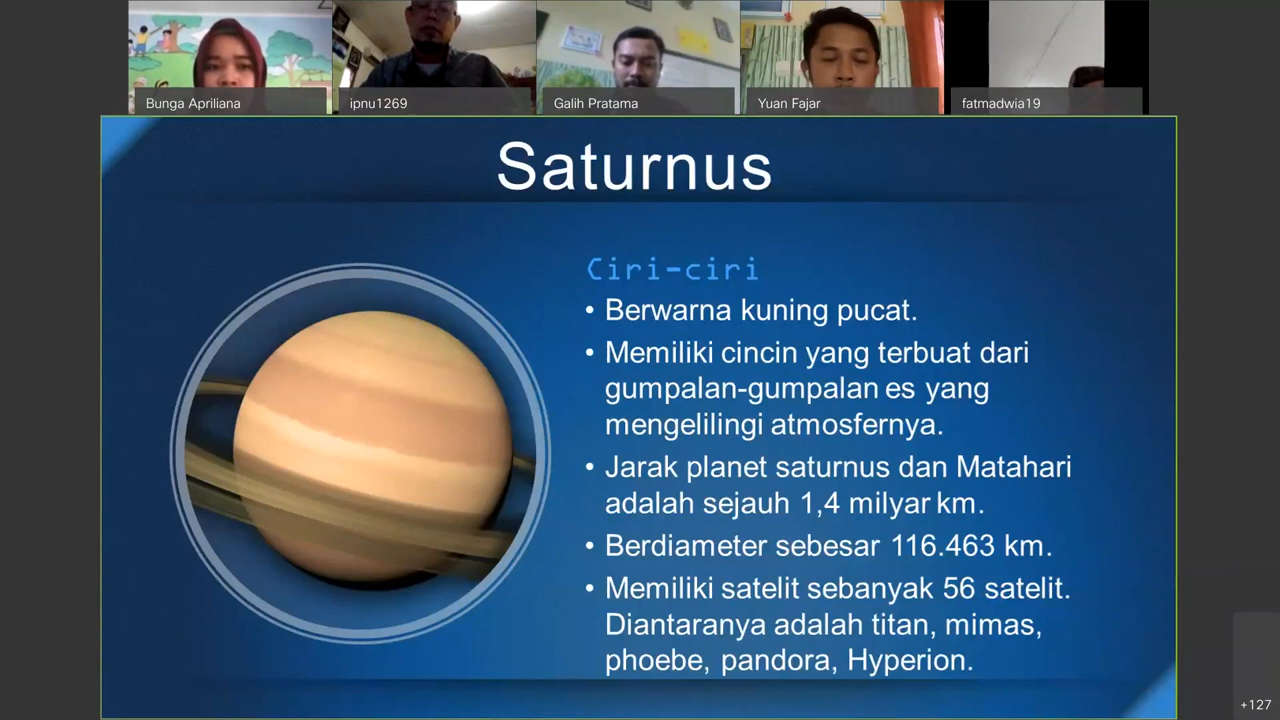 Bunga Apriliana
ipnu1269
Galih Pratama
Yuan Fajar
fatmadwia19
Saturnus
Ciri-ciri
• Berwarna kuning pucat.
• Memiliki cincin yang terbuat dari
gumpalan-gumpalan es yang
mengelilingi atmosfernya.
• Jarak planet saturnus dan Matahari
adalah sejauh 1,4 milyar km.
• Berdiameter sebesar 116.463 km.
• Memiliki satelit sebanyak 56 satelit.
Diantaranya adalah titan, mimas,
phoebe, pandora, Hyperion.
+127